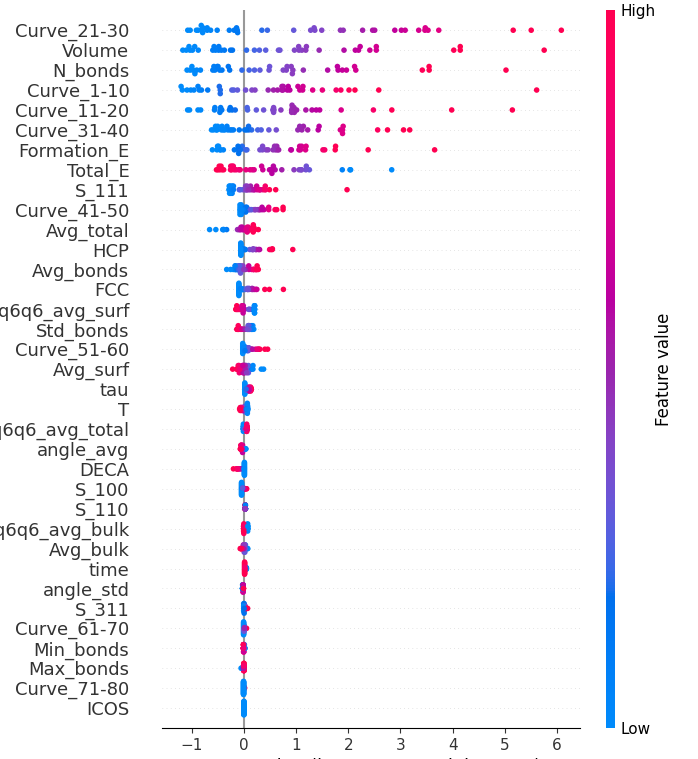 High
Curve_21-30
Volume
N_bonds
Curve_1-10
Curve_11-20
Curve_31-40
Formation_E
Total_E
S_111
Avg_total
Curve_41-50
HCP
Avg_bonds
FCC
q6q6_avg_surf
Std_bonds
Curve_51-60
Avg_surf
tau
T
q6q6_avg_total
angle_avg
DECA
S_100
S_110
q6q6_avg_bulk
Avg_bulk
time
angle_std
S_311
Curve_61-70
Min_bonds
Max_bonds
Curve_71-80
ICOS
Feature value
Low
−1 0 1 2 3 4 5 6